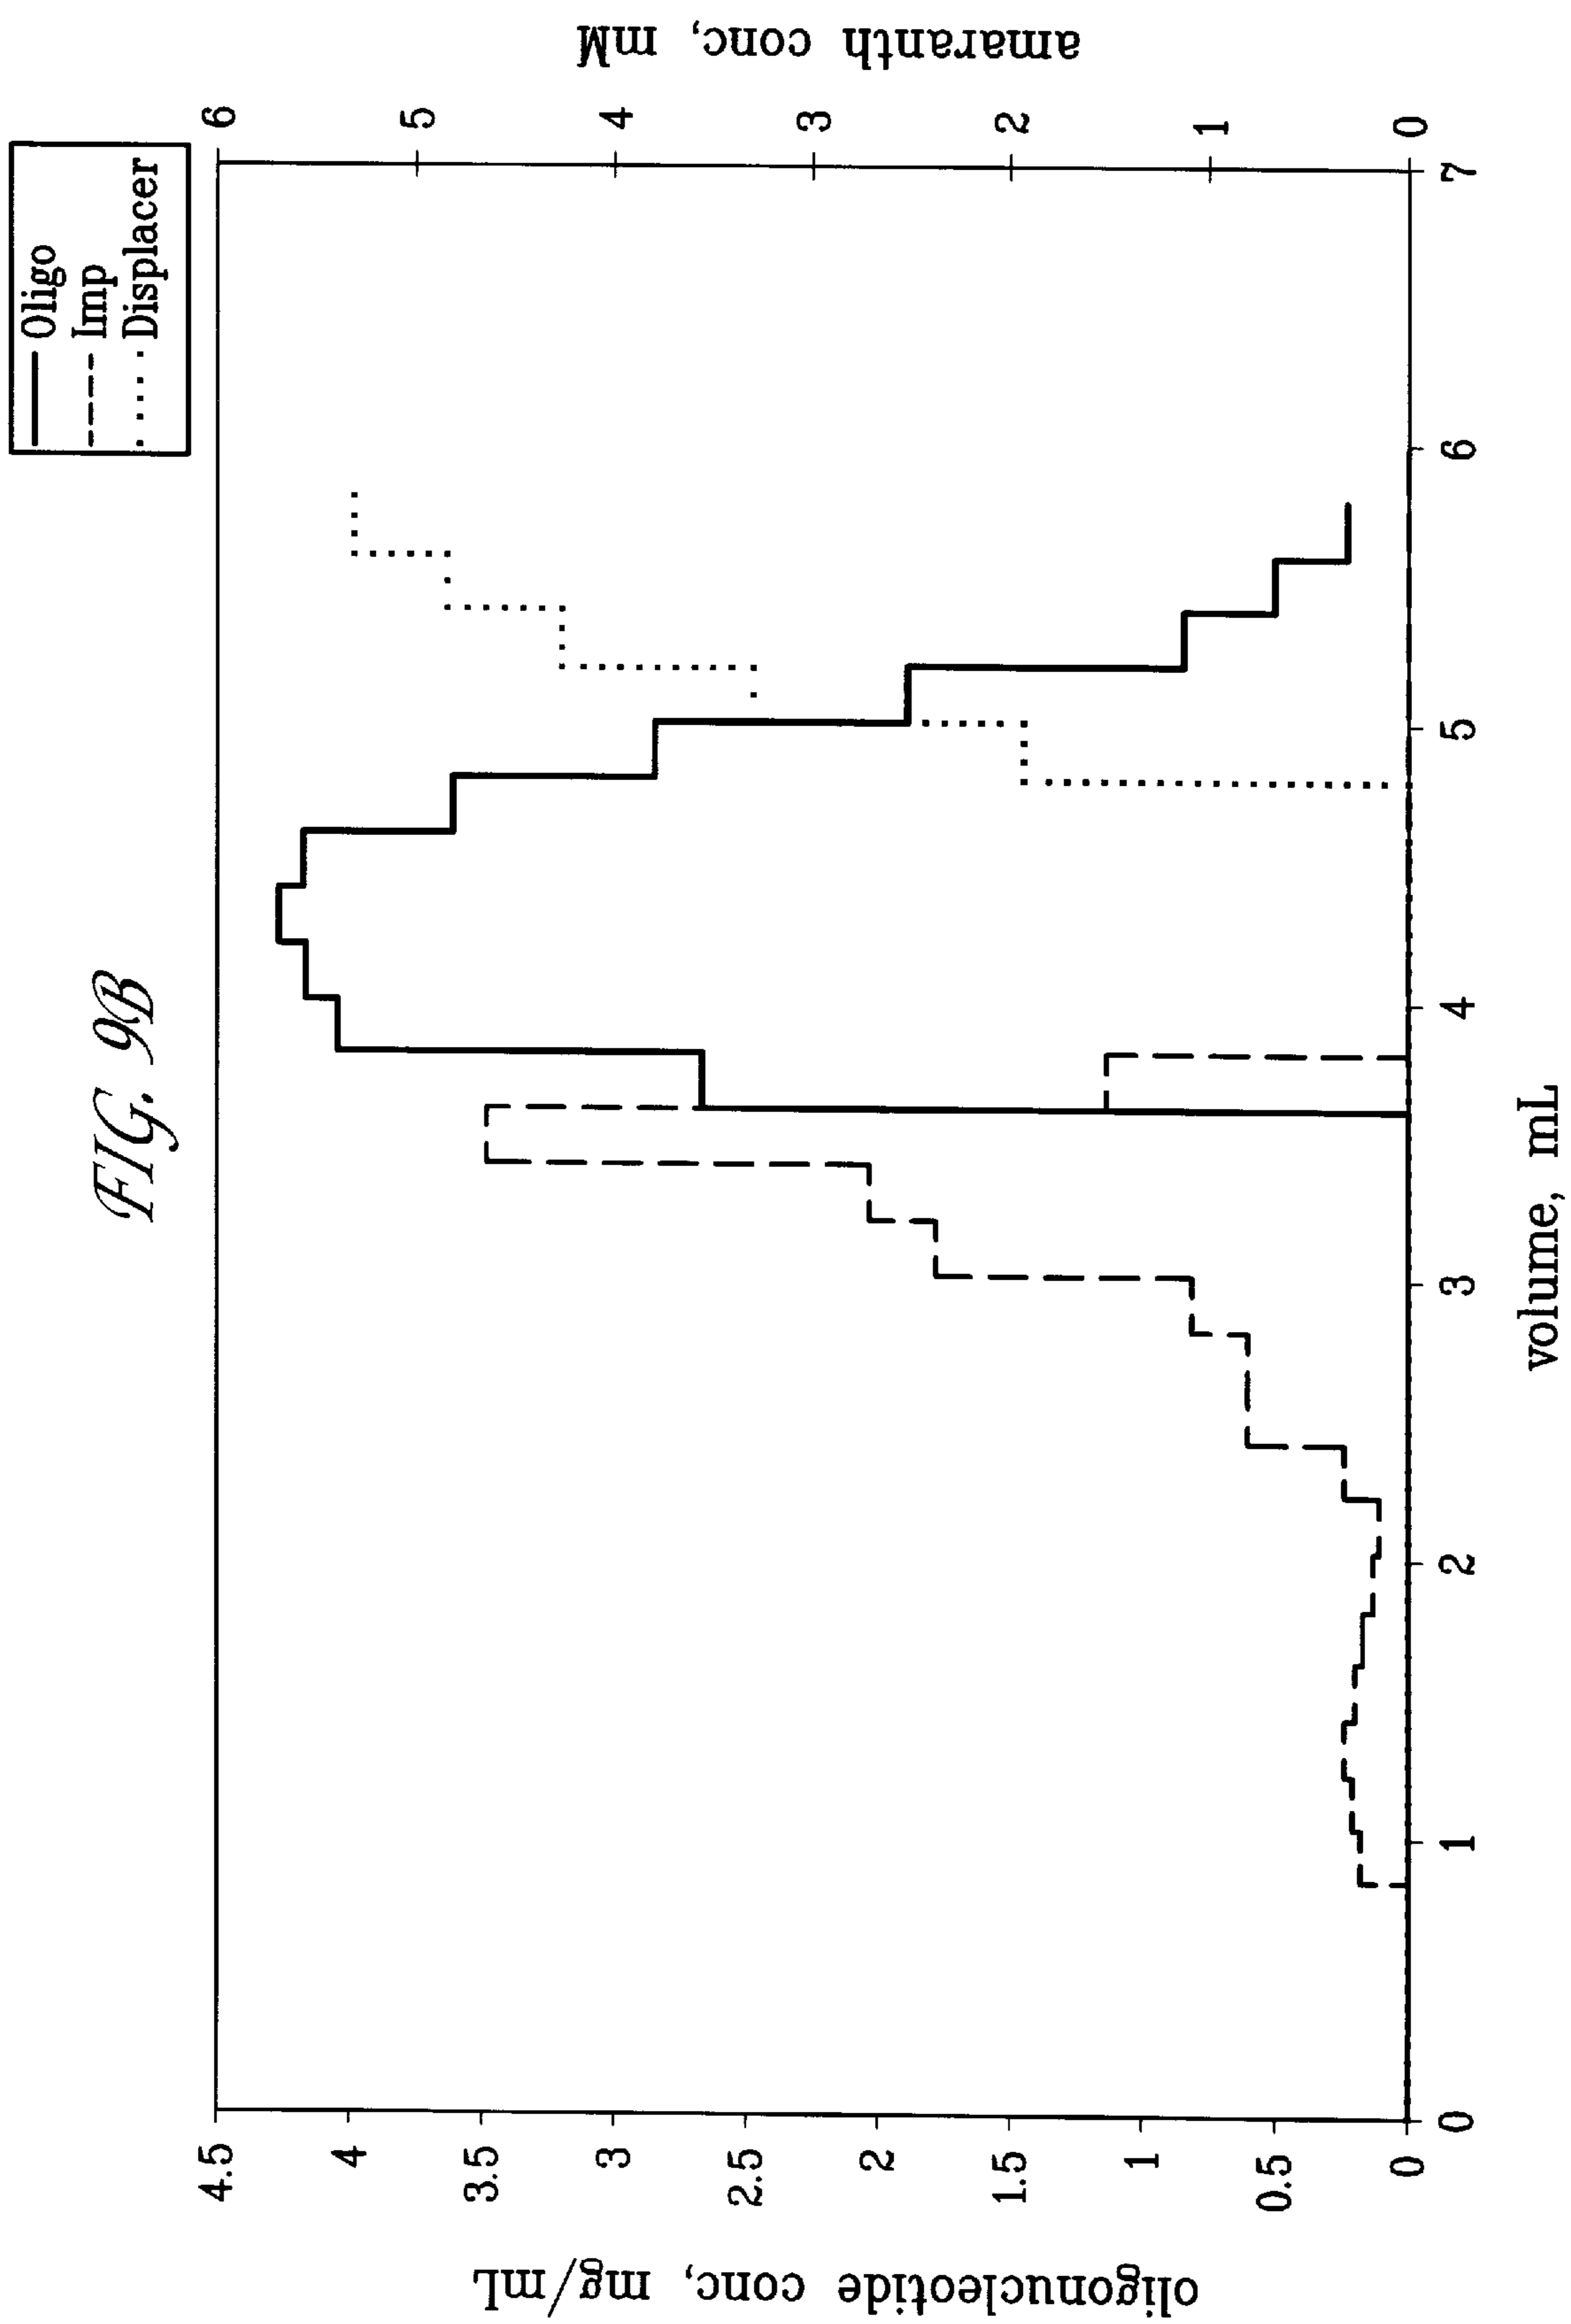 FIG. 9B
Oligo
Imp
Displacer
oligonucleotide conc, mg/mL
4.5
4
3.5
3
2.5
2
1.5
1
0.5
0
amaranth conc, mM
6
5
4
3
2
1
0
0 1 2 3 4 5 6 7
volume, mL